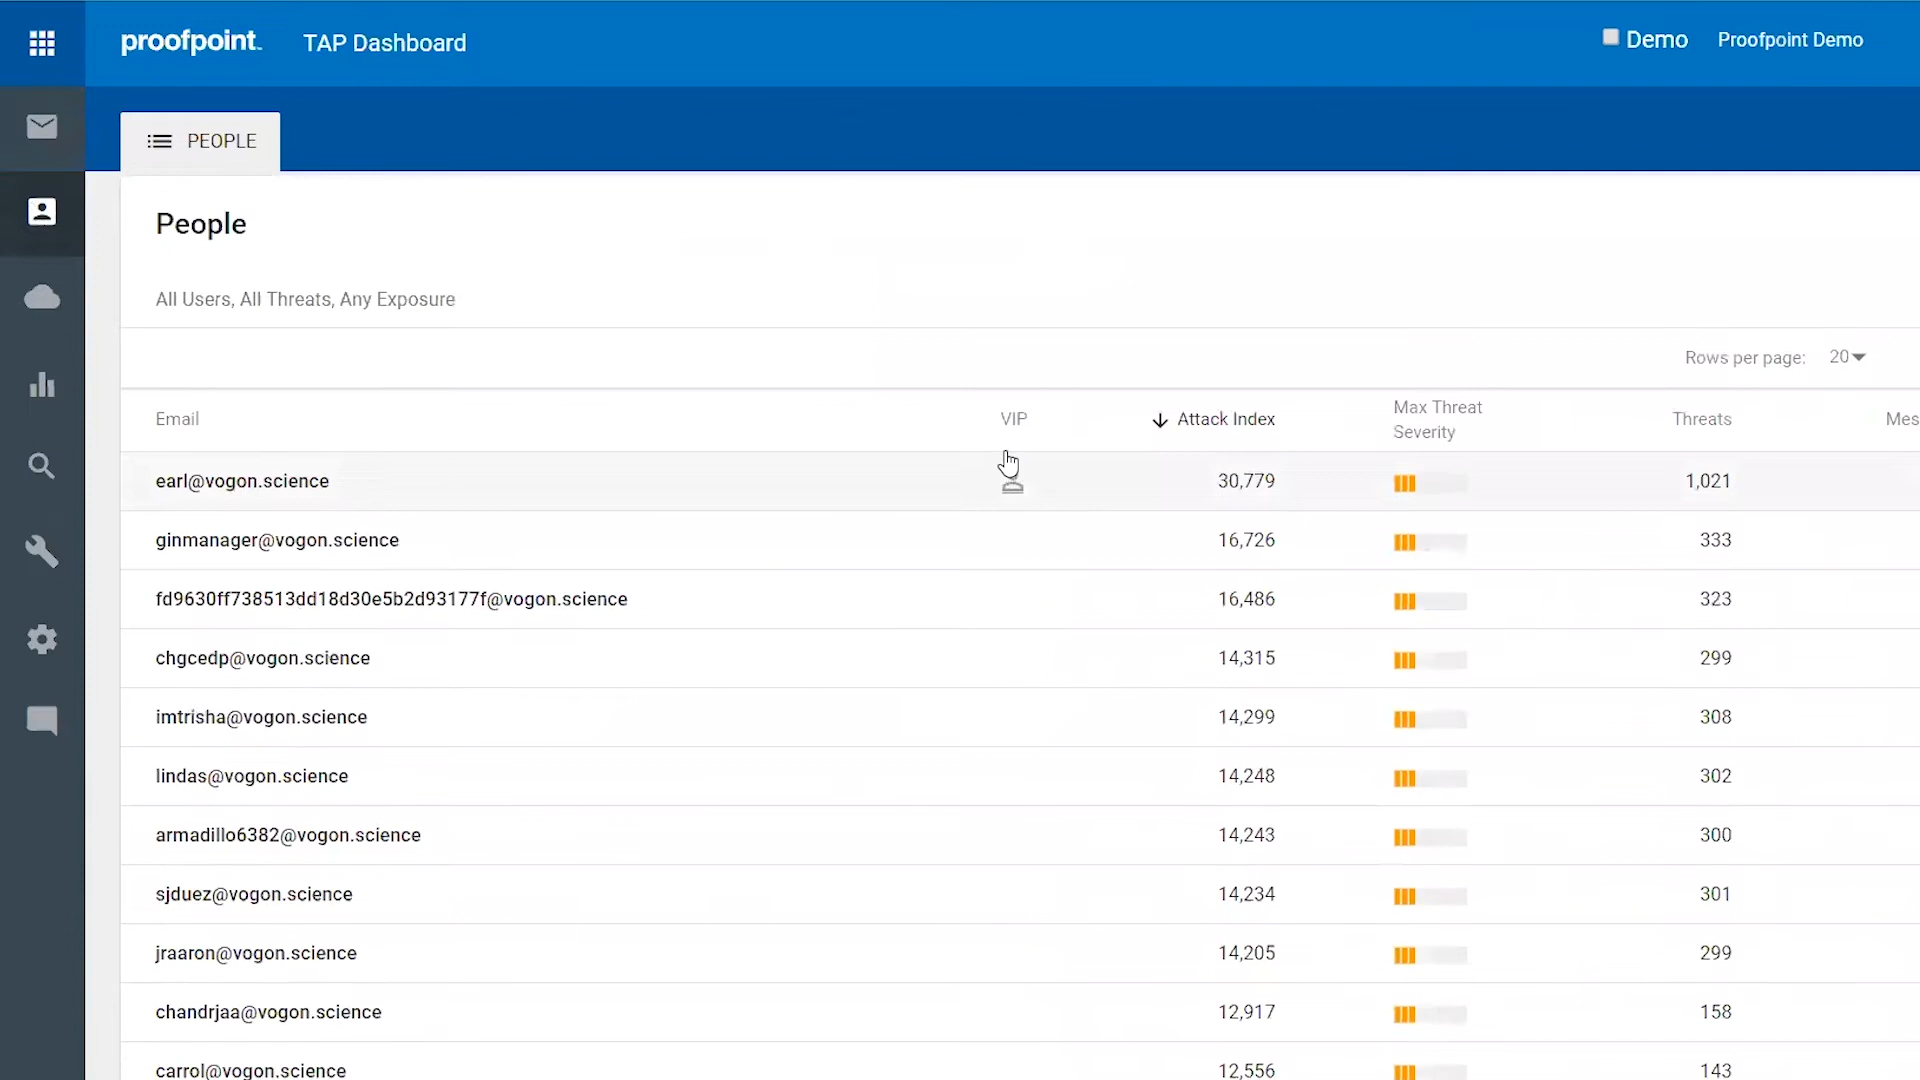 proofpoint. TAP Dashboard Demo Proofpoint Demo
PEOPLE
People
All Users, All Threats, Any Exposure
Rows per page: 20
Email VIP Attack Index Max Threat Severity Threats Mes
earl@vogon.science 30,779 1,021
ginmanager@vogon.science 16,726 333
fd9630ff738513dd18d30e5b2d93177f@vogon.science 16,486 323
chgcedp@vogon.science 14,315 299
imtrisha@vogon.science 14,299 308
lindas@vogon.science 14,248 302
armadillo6382@vogon.science 14,243 300
sjduez@vogon.science 14,234 301
jraaron@vogon.science 14,205 299
chandrjaa@vogon.science 12,917 158
carrol@vogon.science 12,556 143